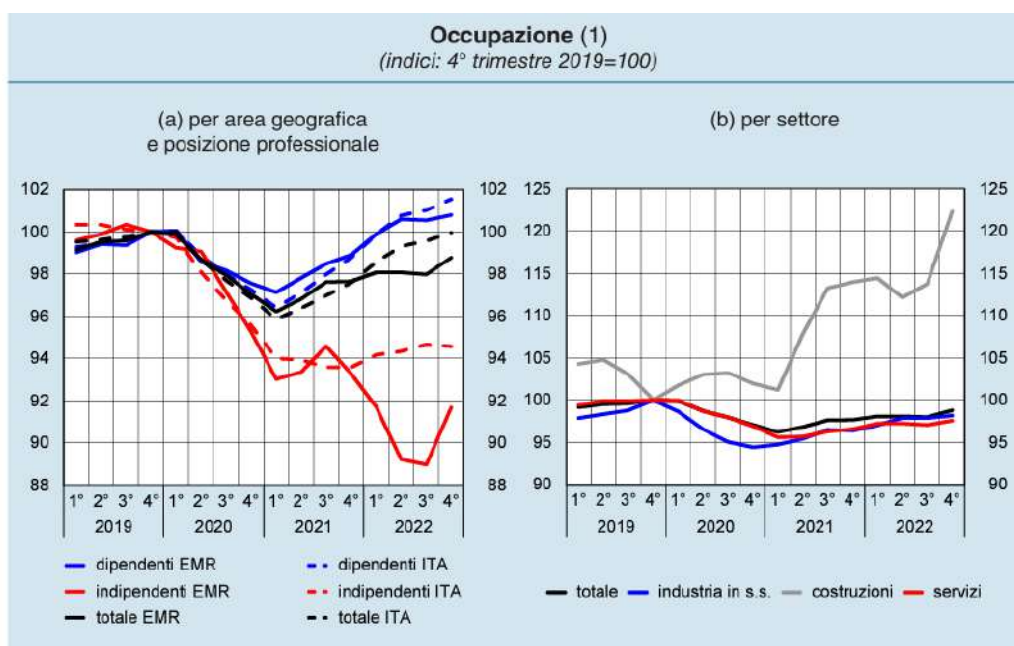 Occupazione (1)
(indici: 4° trimestre 2019=100)
(a) per area geografica
e posizione professionale
102
100
98
96
94
92
90
88
102
100
98
96
94
92
90
88
1° 2° 3° 4° 1° 2° 3° 4° 1° 2° 3° 4° 1° 2° 3° 4°
2019 2020 2021 2022
dipendenti EMR dipendenti ITA
indipendenti EMR indipendenti ITA
totale EMR totale ITA
(b) per settore
125
120
115
110
105
100
95
90
125
120
115
110
105
100
95
90
1° 2° 3° 4° 1° 2° 3° 4° 1° 2° 3° 4° 1° 2° 3° 4°
2019 2020 2021 2022
totale industria in s.s. costruzioni servizi